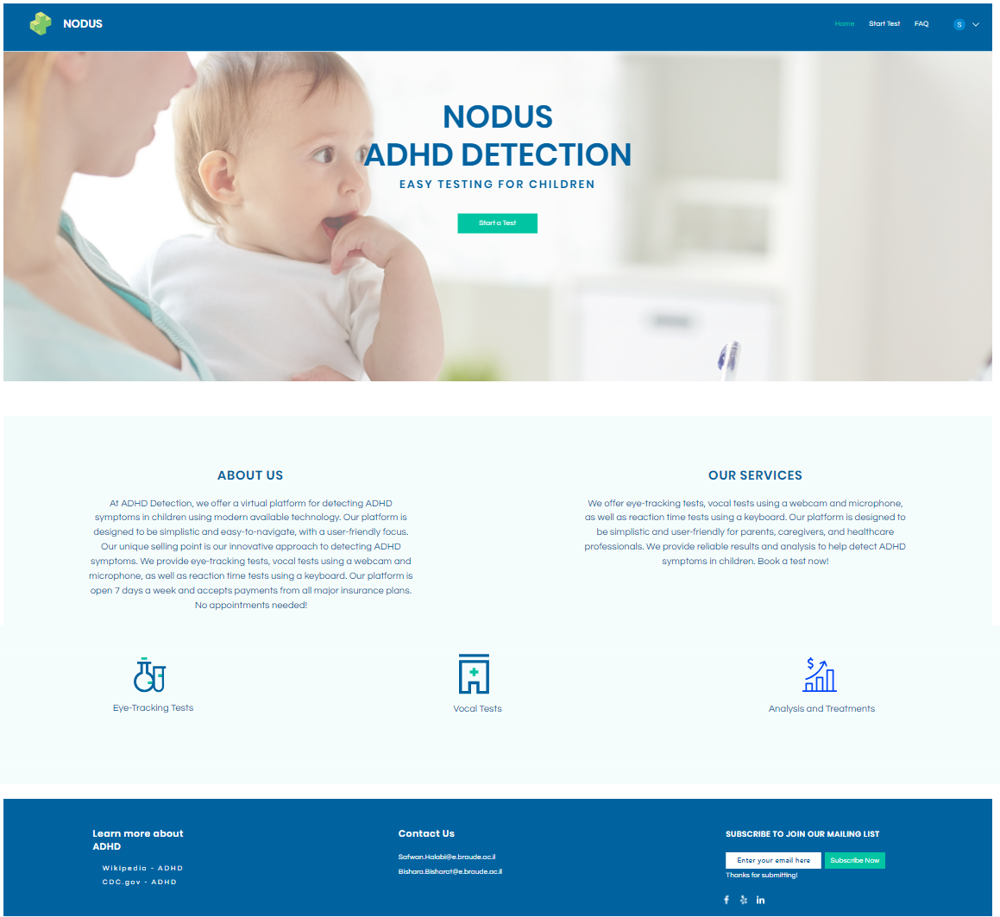 NODUS
Home
Start Test
FAQ
S
NODUS
ADHD DETECTION
EASY TESTING FOR CHILDREN
Start a Test
ABOUT US
At ADHD Detection, we offer a virtual platform for detecting ADHD
symptoms in children using modern available technology. Our platform is
designed to be simplistic and easy-to-navigate, with a user-friendly focus.
Our unique selling point is our innovative approach to detecting ADHD
symptoms. We provide eye-tracking tests, vocal tests using a webcam and
microphone, as well as reaction time tests using a keyboard. Our platform is
open 7 days a week and accepts payments from all major insurance plans.
No appointments needed!
OUR SERVICES
We offer eye-tracking tests, vocal tests using a webcam and microphone,
as well as reaction time tests using a keyboard. Our platform is designed to
be simplistic and user-friendly for parents, caregivers, and healthcare
professionals. We provide reliable results and analysis to help detect ADHD
symptoms in children. Book a test now!
Eye-Tracking Tests
Vocal Tests
$
Analysis and Treatments
Learn more about
ADHD
Wikipedia - ADHD
CDC.gov - ADHD
Contact Us
Safwan.Halabi@e.braude.ac.il
Bishara.Bisharat@e.braude.ac.il
SUBSCRIBE TO JOIN OUR MAILING LIST
Enter your email here
Subscribe Now
Thanks for submitting!